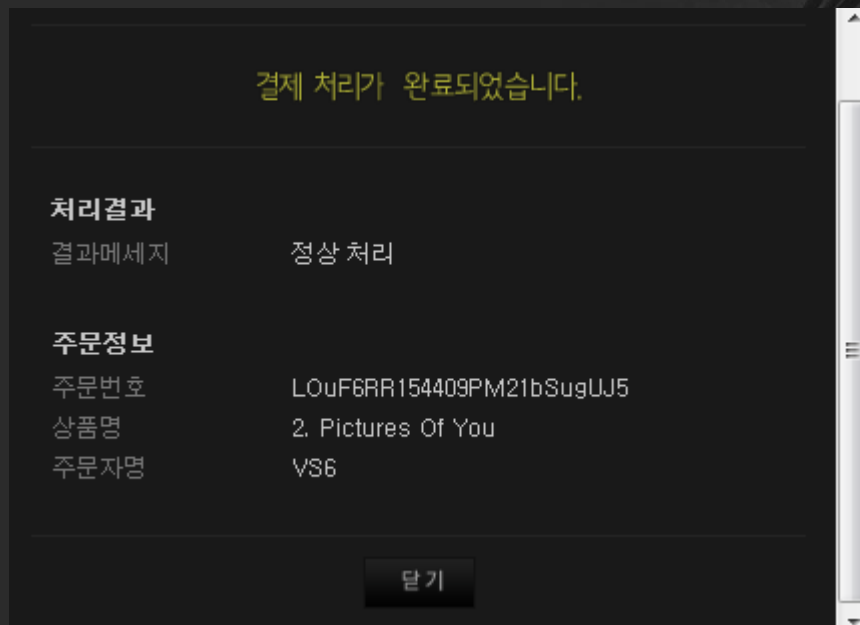 결제 처리가 완료되었습니다.
처리결과
결과메세지 정상 처리
주문정보
주문번호 LOuF6RR154409PM21bSugUJ5
상품명 2. Pictures Of You
주문자명 VS6
닫기